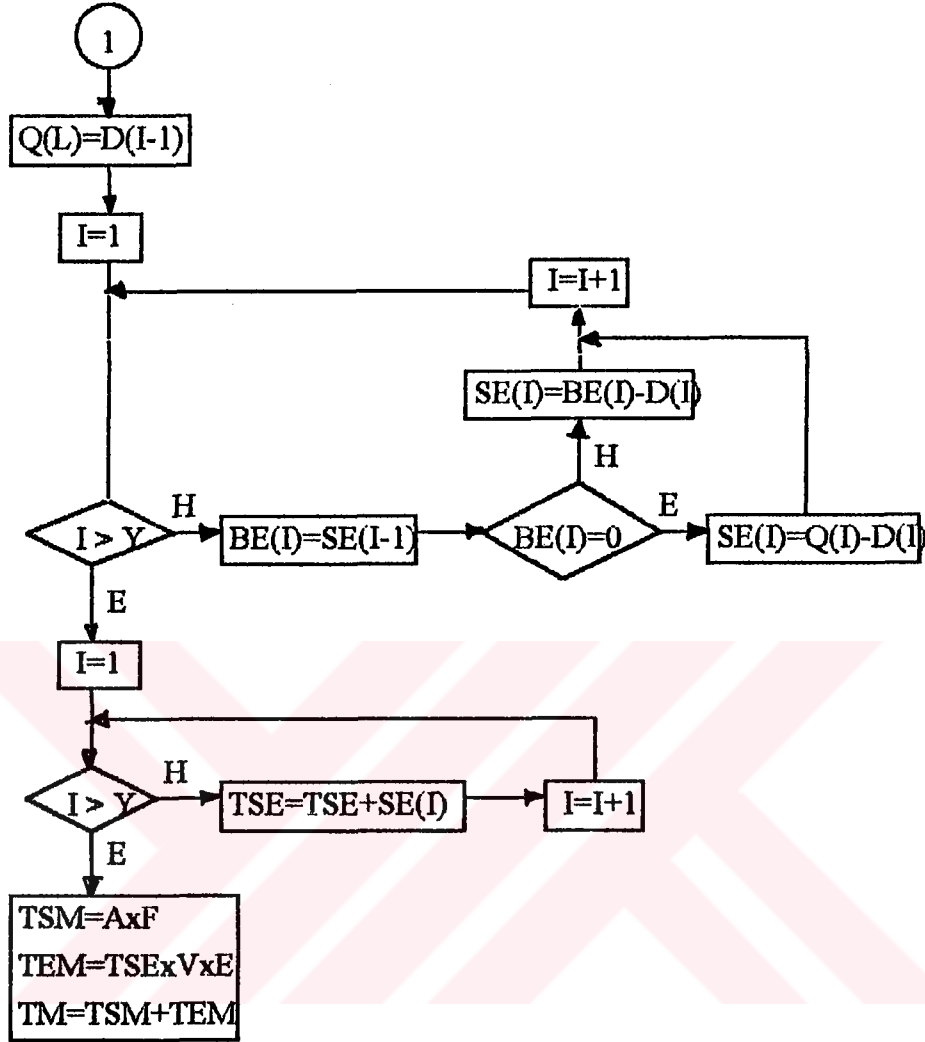 1
Q(L)=D(I-1)
I=1
I=I+1
SE(I)=BE(I)-D(I)
H
I > Y
H
BE(I)=SE(I-1)
BE(I)=0
E
SE(I)=Q(I)-D(I)
E
I=1
I > Y
H
TSE=TSE+SE(I)
I=I+1
E
TSM=AxF
TEM=TSExVxE
TM=TSM+TEM